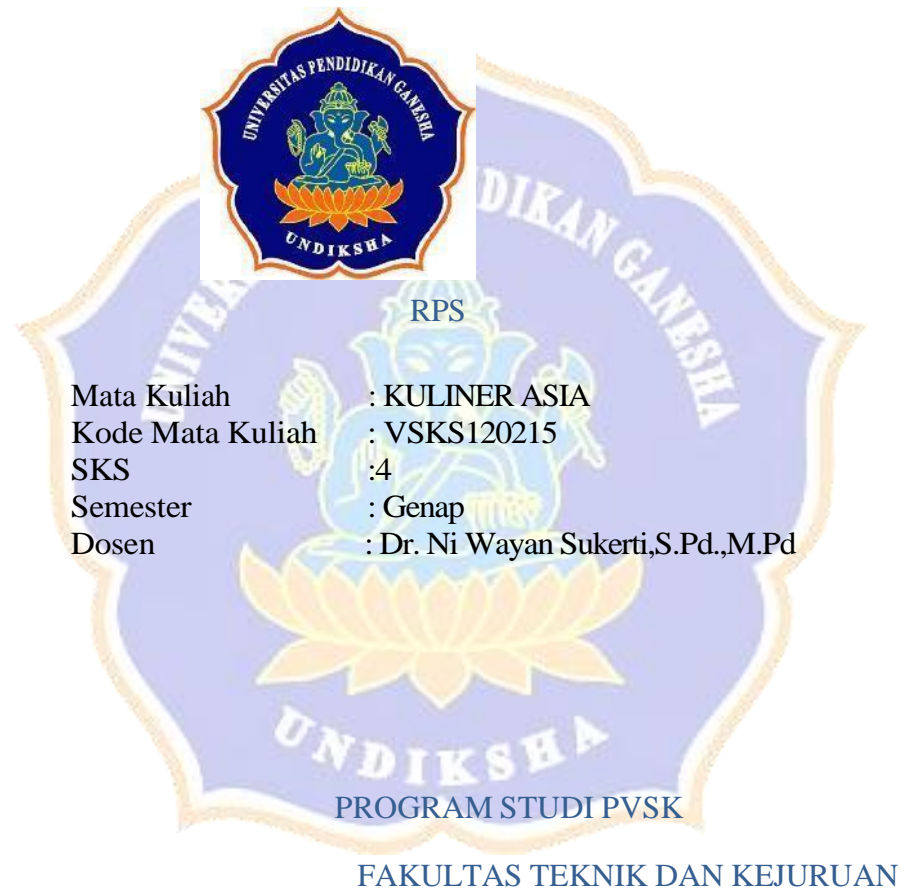 UNIVERSITAS PENDIDIKAN GANESHA
UNDIKSHA
RPS
Mata Kuliah : KULINER ASIA
Kode Mata Kuliah : VSKS120215
SKS :4
Semester : Genap
Dosen : Dr. Ni Wayan Sukerti,S.Pd.,M.Pd
UNDIKSHA
PROGRAM STUDI PVSK
FAKULTAS TEKNIK DAN KEJURUAN